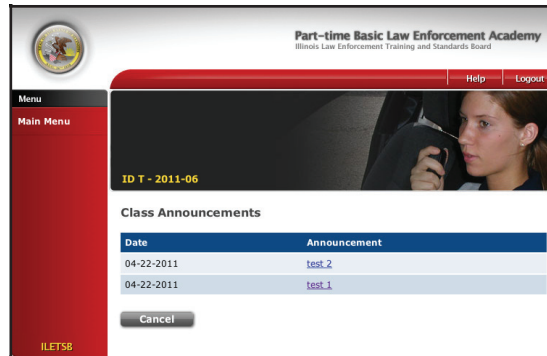 Part-time Basic Law Enforcement Academy
Illinois Law Enforcement Training and Standards Board
Help Logout
Menu
Main Menu
ID T - 2011-06
Class Announcements
Date Announcement
04-22-2011 test 2
04-22-2011 test 1
Cancel
ILETSB